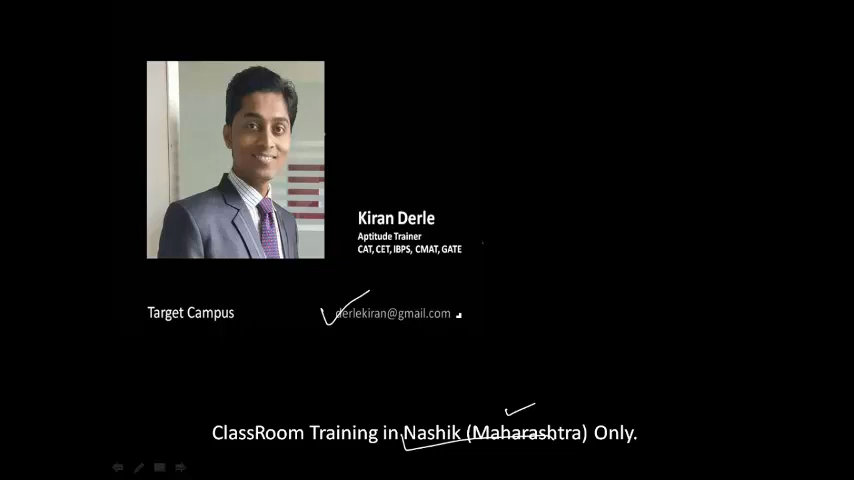 Kiran Derle
Aptitude Trainer
CAT, CET, IBPS, CMAT, GATE
Target Campus
derlekiran@gmail.com
ClassRoom Training in Nashik (Maharashtra) Only.